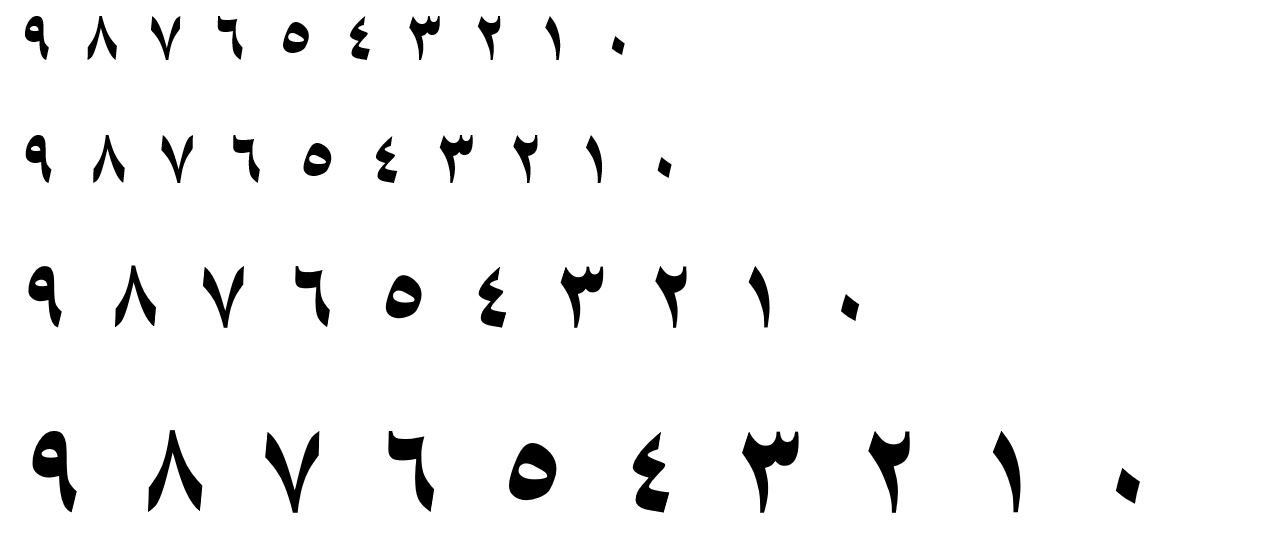 ٩ ٨ ٧ ٦ ٥ ٤ ٣ ٢ ١ ٠
٩ ٨ ٧ ٦ ٥ ٤ ٣ ٢ ١ ٠
٩ ٨ ٧ ٦ ٥ ٤ ٣ ٢ ١ ٠
٩ ٨ ٧ ٦ ٥ ٤ ٣ ٢ ١ ٠